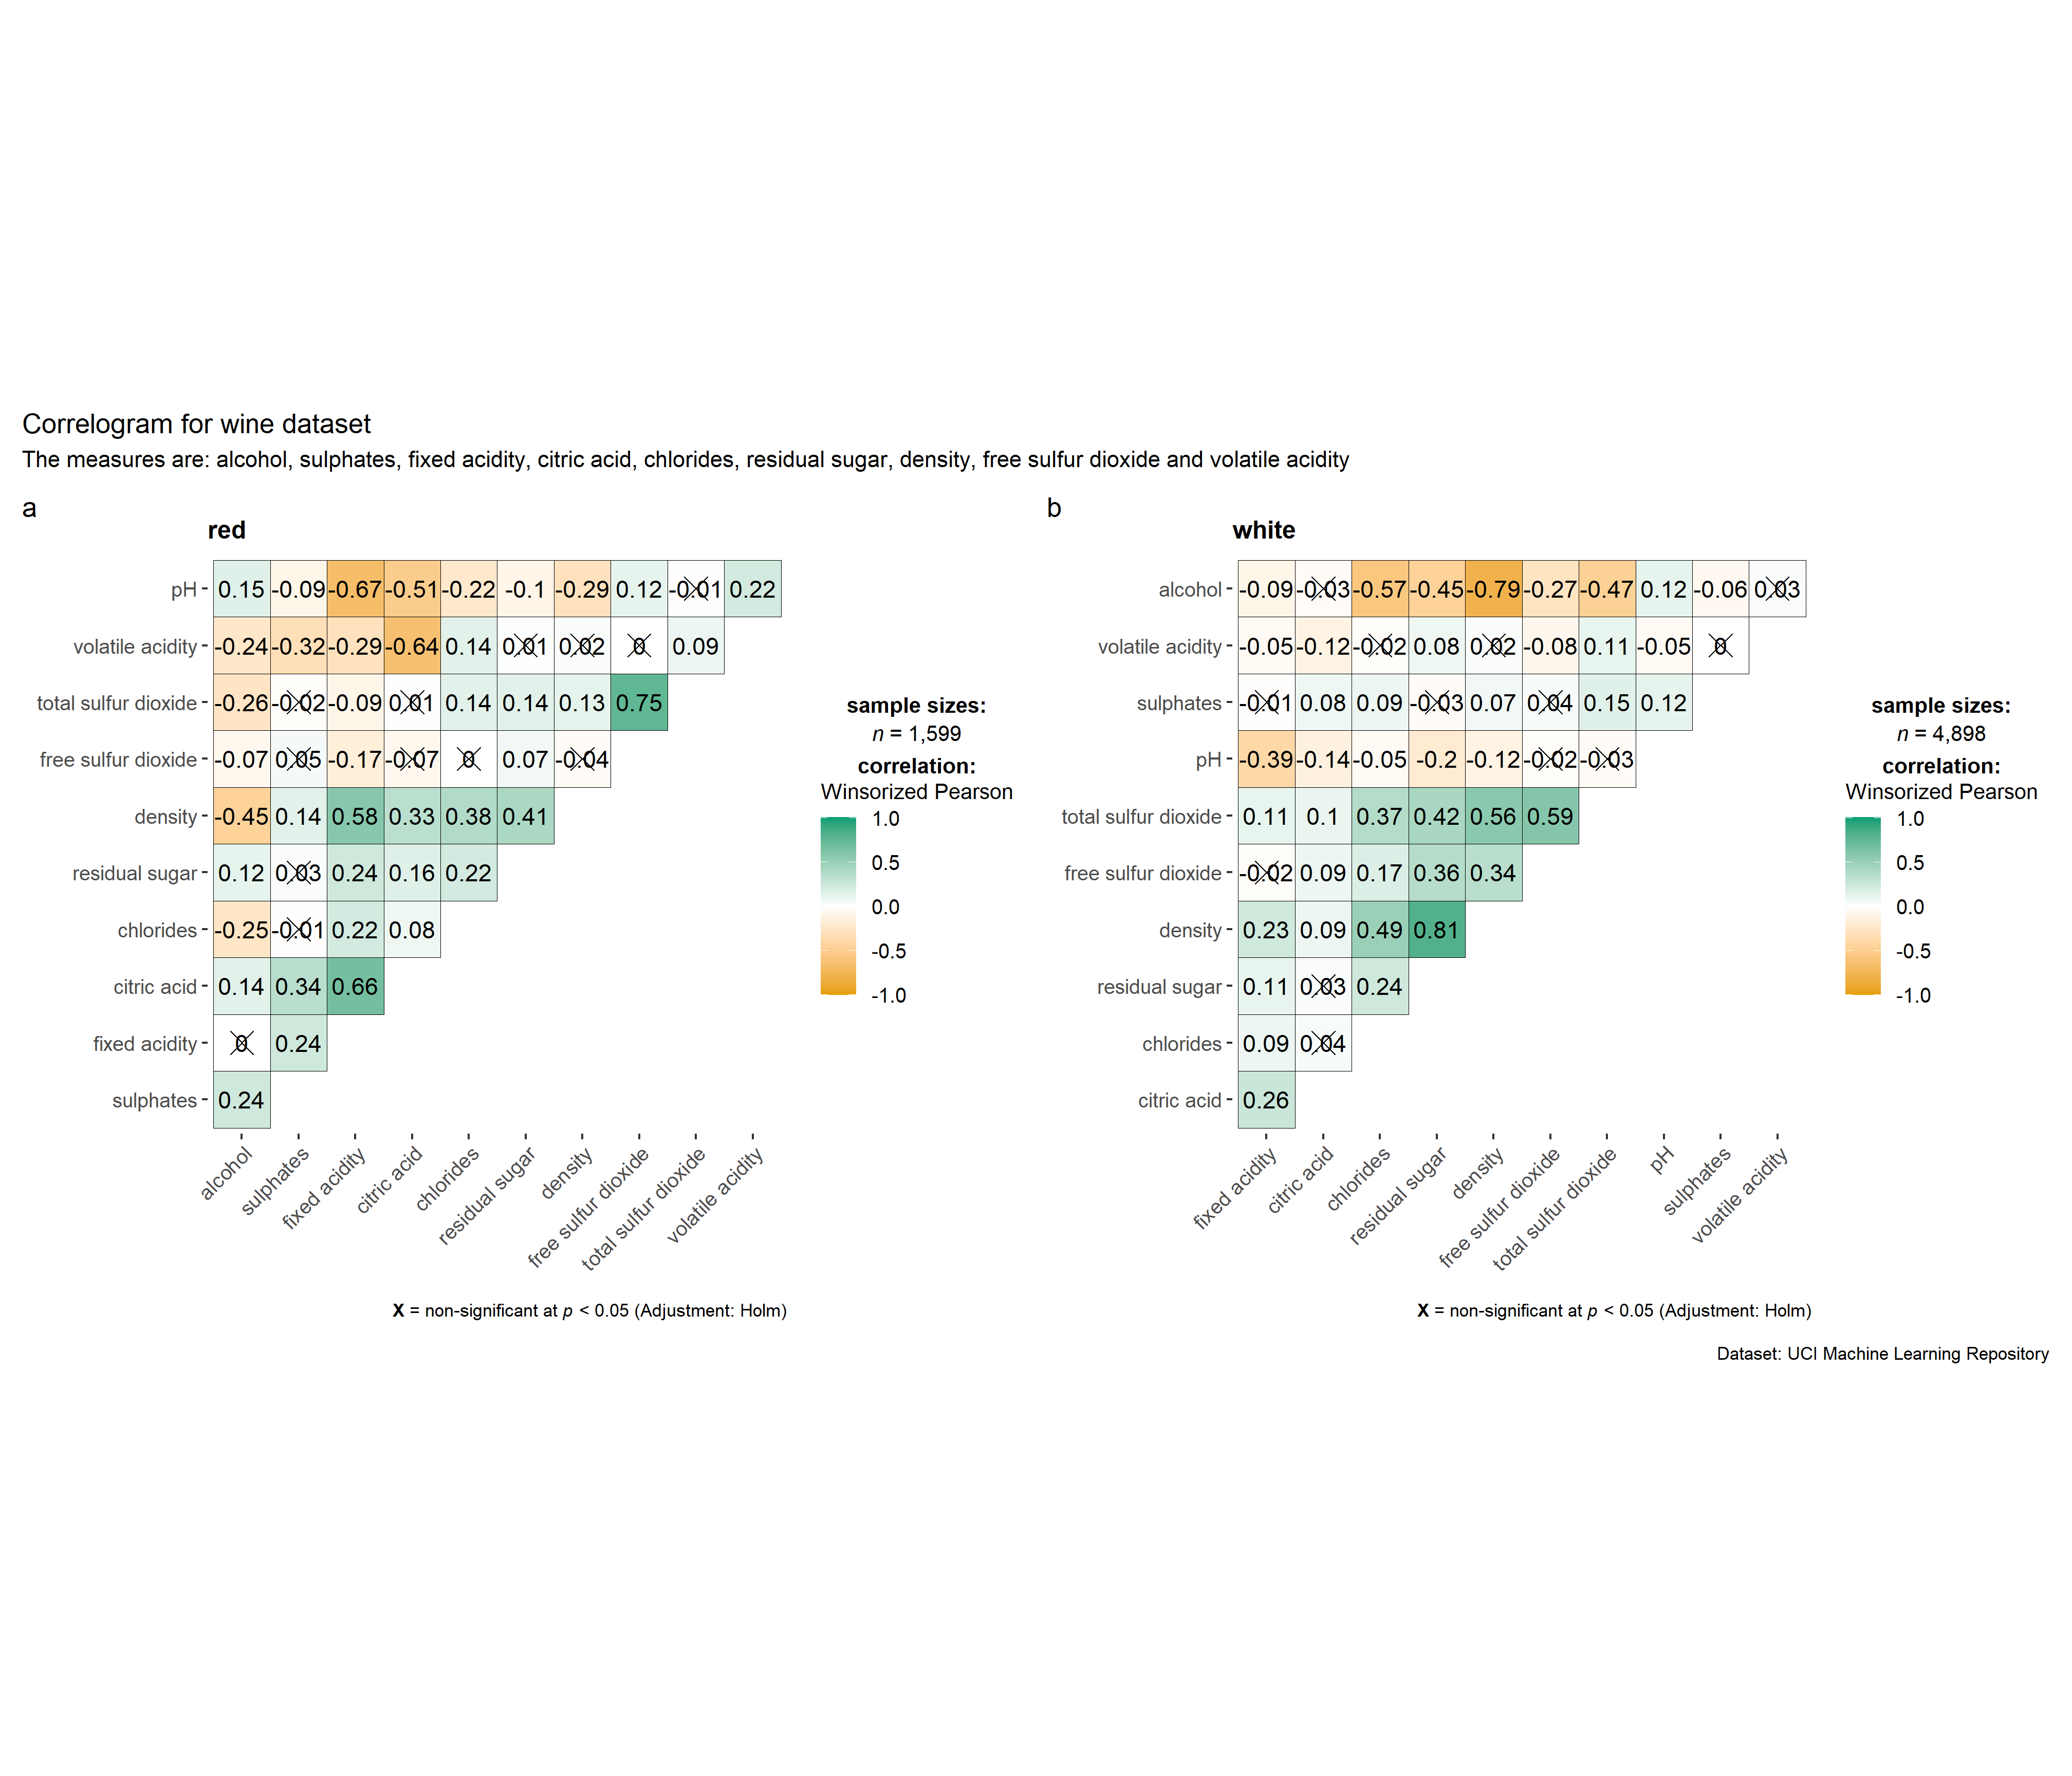 Correlogram for wine dataset
The measures are: alcohol, sulphates, fixed acidity, citric acid, chlorides, residual sugar, density, free sulfur dioxide and volatile acidity
a
red
pH 0.15 -0.09 -0.67 -0.51 -0.22 -0.1 -0.29 0.12 -0.01 0.22
volatile acidity -0.24 -0.32 -0.29 -0.64 0.14 0.01 0.02 0 0.09
total sulfur dioxide -0.26 -0.02 -0.09 0.01 0.14 0.14 0.13 0.75
free sulfur dioxide -0.07 0.05 -0.17 -0.07 0 0.07 -0.04
density -0.45 0.14 0.58 0.33 0.38 0.41
residual sugar 0.12 0.03 0.24 0.16 0.22
chlorides -0.25 -0.01 0.22 0.08
citric acid 0.14 0.34 0.66
fixed acidity 0 0.24
sulphates 0.24
alcohol
sulphates
fixed acidity
citric acid
chlorides
residual sugar
density
free sulfur dioxide
total sulfur dioxide
volatile acidity
sample sizes:
n = 1,599
correlation:
Winsorized Pearson
1.0
0.5
0.0
-0.5
-1.0
X = non-significant at p < 0.05 (Adjustment: Holm)
b
white
alcohol -0.09 -0.03 -0.57 -0.45 -0.79 -0.27 -0.47 0.12 -0.06 0.03
volatile acidity -0.05 -0.12 -0.02 0.08 0.02 -0.08 0.11 -0.05 0
sulphates -0.01 0.08 0.09 -0.03 0.07 0.04 0.15 0.12
pH -0.39 -0.14 -0.05 -0.2 -0.12 -0.02 -0.03
total sulfur dioxide 0.11 0.1 0.37 0.42 0.56 0.59
free sulfur dioxide -0.02 0.09 0.17 0.36 0.34
density 0.23 0.09 0.49 0.81
residual sugar 0.11 0.03 0.24
chlorides 0.09 0.04
citric acid 0.26
fixed acidity
citric acid
chlorides
residual sugar
density
free sulfur dioxide
total sulfur dioxide
pH
sulphates
volatile acidity
sample sizes:
n = 4,898
correlation:
Winsorized Pearson
1.0
0.5
0.0
-0.5
-1.0
X = non-significant at p < 0.05 (Adjustment: Holm)
Dataset: UCI Machine Learning Repository